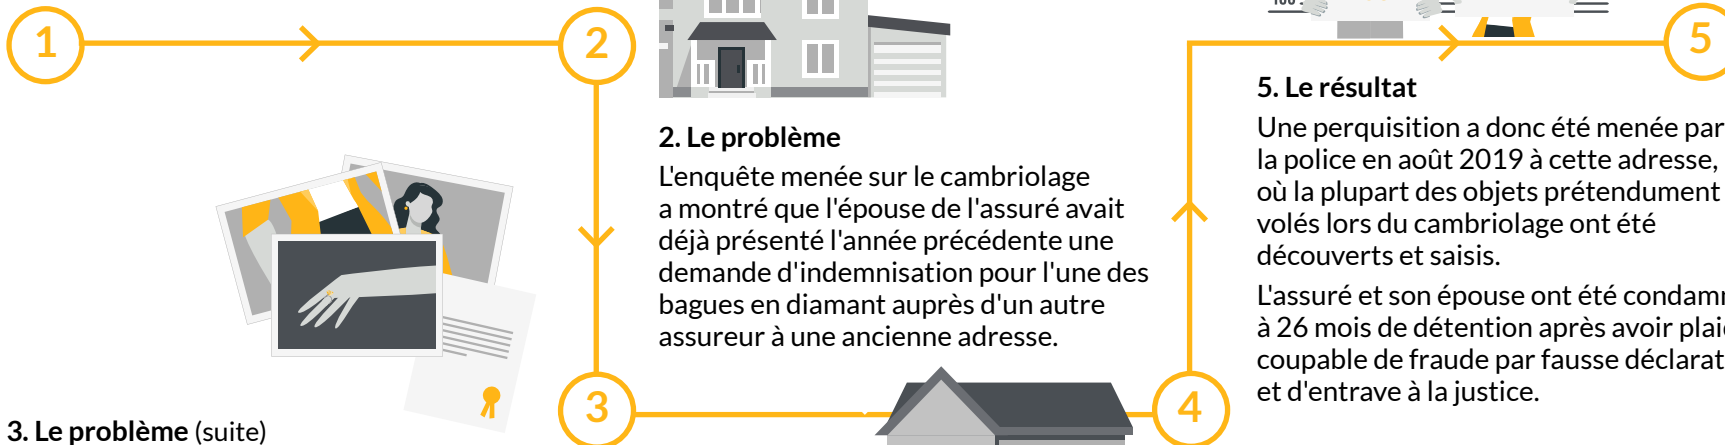 1
2
2. Le problème
L'enquête menée sur le cambriolage
a montré que l'épouse de l'assuré avait
déjà présenté l'année précédente une
demande d'indemnisation pour l'une des
bagues en diamant auprès d'un autre
assureur à une ancienne adresse.
3
3. Le problème (suite)
4
5
5. Le résultat
Une perquisition a donc été menée par
la police en août 2019 à cette adresse,
où la plupart des objets prétendument
volés lors du cambriolage ont été
découverts et saisis.
L'assuré et son épouse ont été
à 26 mois de détention après avoir
coupable de fraude par fausse
et d'entrave à la justice.